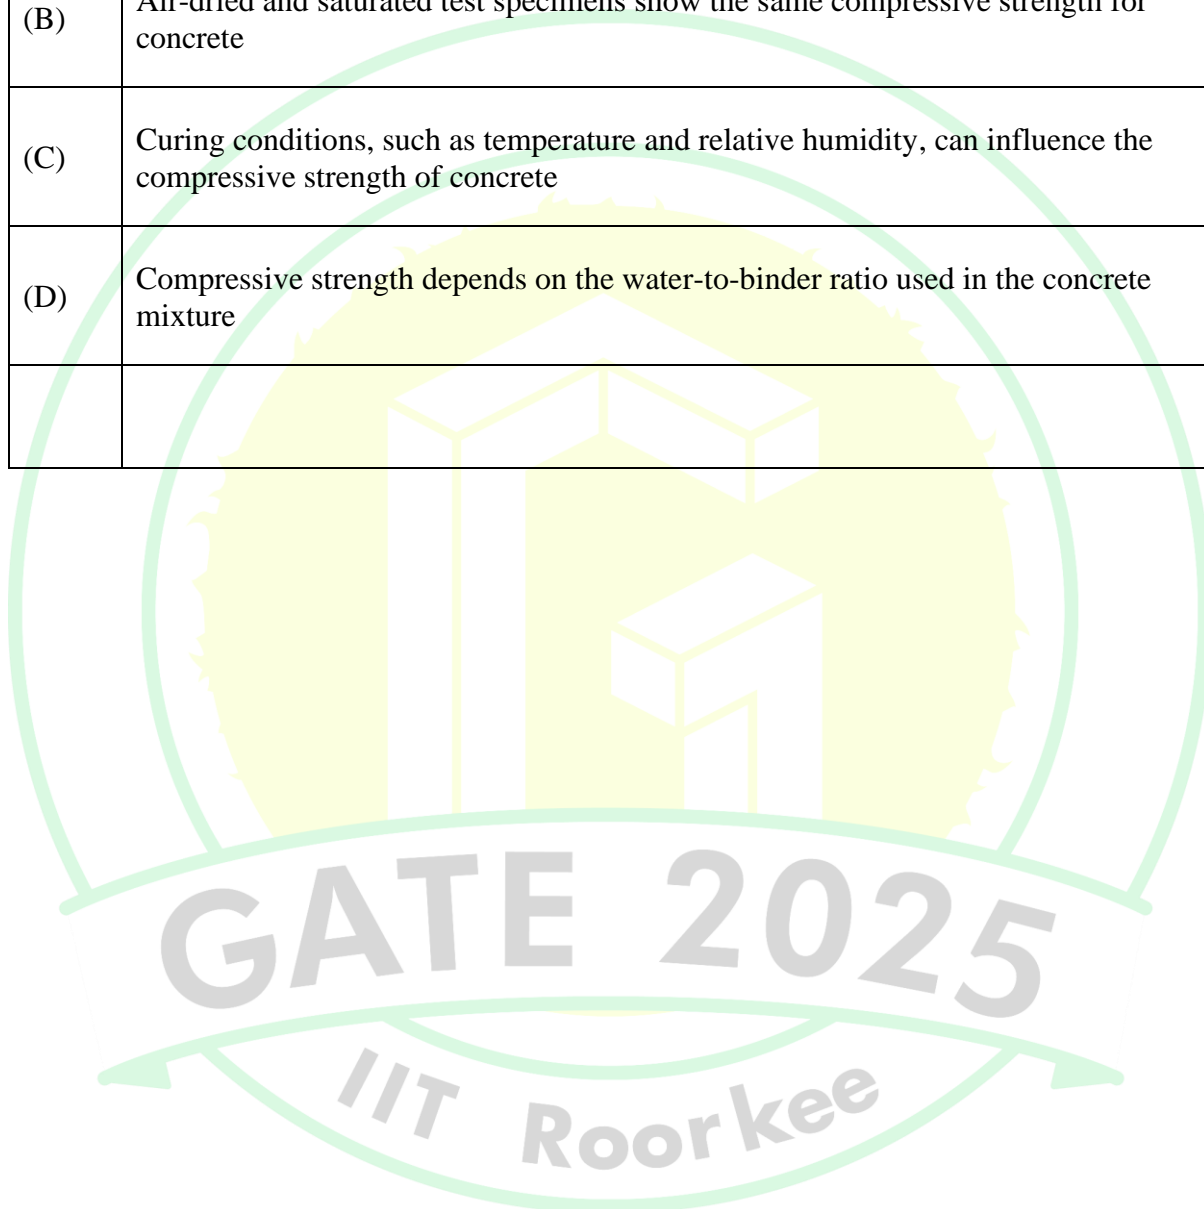 (B)
Air-dried and saturated test specimens show the same compressive strength for
concrete
(C)
Curing conditions, such as temperature and relative humidity, can influence the
compressive strength of concrete
(D)
Compressive strength depends on the water-to-binder ratio used in the concrete
mixture
GATE 2025
IIT Roorkee